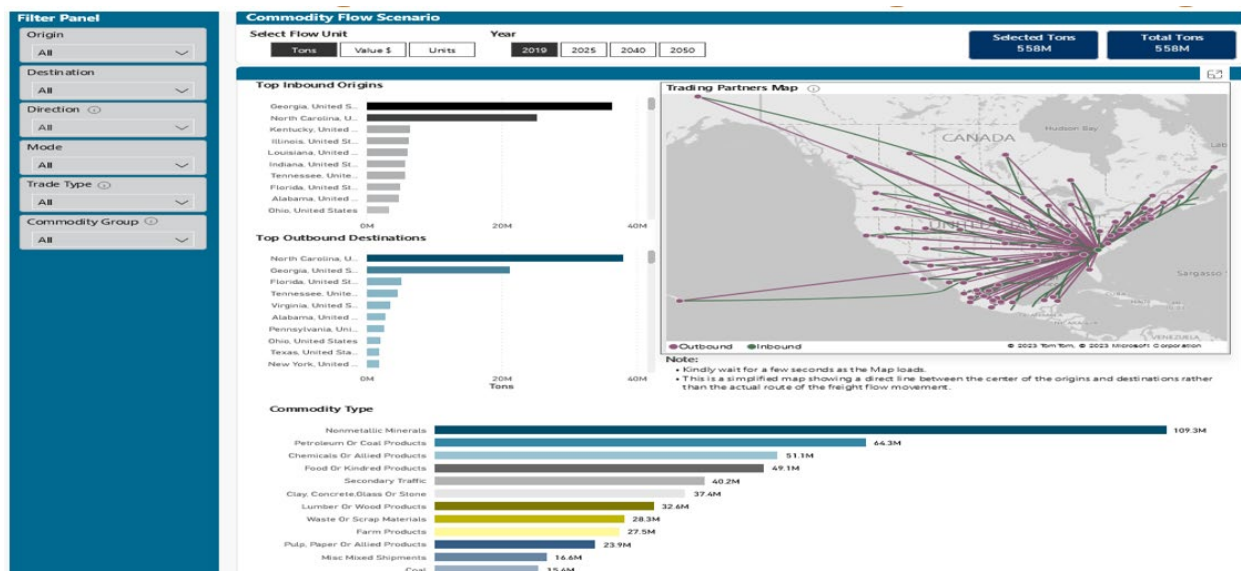 Filter Panel
Origin
All
Destination
All
Direction
All
Mode
All
Trade Type
All
Commodity Group
All
Commodity Flow Scenario
Select Flow Unit
Tons Value $ Units
Year
2019 2025 2040 2050
Selected Tons
558M
Total Tons
558M
Top Inbound Origins
Georgia, United S...
North Carolina, U...
Kentucky, United ...
Illinois, United St...
Louisiana, United ...
Indiana, United St...
Tennessee, United ...
Florida, United St...
Alabama, United ...
Ohio, United States
0M 20M 40M
Top Outbound Destinations
North Carolina, U...
Georgia, United S...
Florida, United St...
Tennessee, Unite...
Virginia, United S...
Alabama, United ...
Pennsylvania, Uni...
Ohio, United States
Texas, United Sta...
New York, United ...
0M 20M 40M
Tons
Trading Partners Map
CANADA
Hudson Bay
Lab
UNITED
Sargasso
VENEZUELA
Outbound Inbound
© 2023 TomTom, © 2023 Microsoft Corporation
Note:
• Kindly wait for a few seconds as the Map loads.
• This is a simplified map showing a direct line between the center of the origins and destinations rather
than the actual route of the freight flow movement.
Commodity Type
Nonmetallic Minerals 109.3M
Petroleum Or Coal Products 64.3M
Chemicals Or Allied Products 51.1M
Food Or Kindred Products 49.1M
Secondary Traffic 40.2M
Clay, Concrete,Glass Or Stone 37.4M
Lumber Or Wood Products 32.6M
Waste Or Scrap Materials 28.3M
Farm Products 27.5M
Pulp, Paper Or Allied Products 23.9M
Misc Mixed Shipments 16.6M
Coal 15.6M